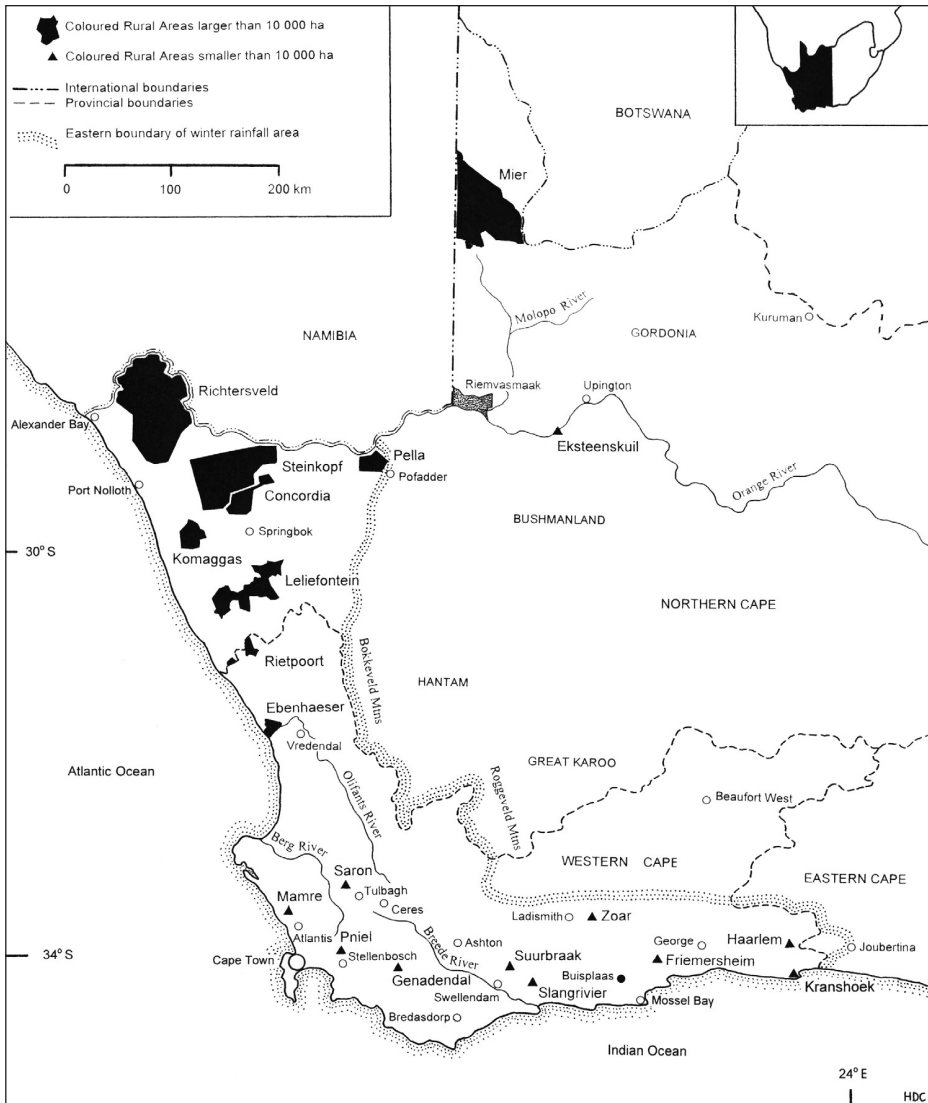 Coloured Rural Areas larger than 10 000 ha
Coloured Rural Areas smaller than 10 000 ha
International boundaries
Provincial boundaries
Eastern boundary of winter rainfall area
0 100 200 km
BOTSWANA
Mier
Molopo River
Kuruman
NAMIBIA
GORDONIA
Riemvasmaak
Upington
Richtersveld
Alexander Bay
Eksteenskuil
Pella
Steinkopf
Pofadder
Orange River
Port Nolloth
Concordia
BUSHMANLAND
Springbok
30° S
Komaggas
Leliefontein
NORTHERN CAPE
Rietpoort
Bokkeveld Mtns
HANTAM
Ebenhaeser
Vredendal
GREAT KAROO
Atlantic Ocean
Olifants River
Roggeveld Mtns
Beaufort West
Berg River
WESTERN CAPE
EASTERN CAPE
Saron
Tulbagh
Mamre
Ceres
Ladismith
Zoar
Atlantis
Pniel
Breede River
Ashton
George
Haarlem
Joubertina
34° S
Cape Town
Stellenbosch
Suurbraak
Friemersheim
Genadendal
Buisplaas
Kranshoek
Swellendam
Slangrivier
Mossel Bay
Bredasdorp
Indian Ocean
24° E
HDC